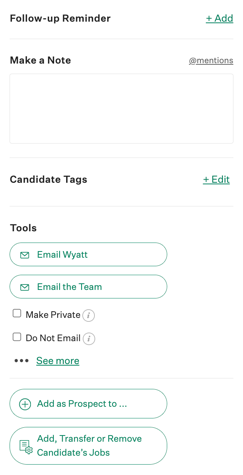 Follow-up Reminder + Add
Make a Note @mentions
Candidate Tags + Edit
Tools
Email Wyatt
Email the Team
Make Private i
Do Not Email i
••• See more
Add as Prospect to ...
Add, Transfer or Remove
Candidate's Jobs